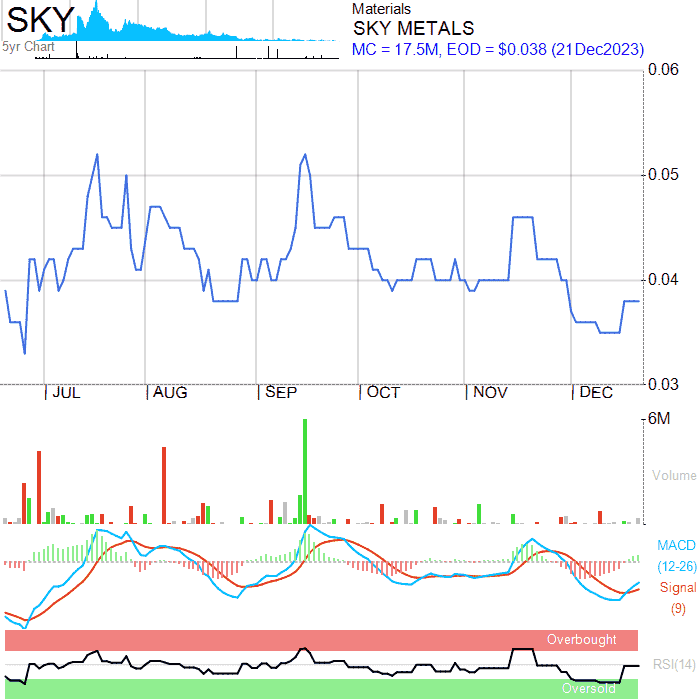 SKY
5yr Chart
Materials
SKY METALS
MC = 17.5M, EOD = $0.038 (21Dec2023)
0.06
0.05
0.04
0.03
JUL AUG SEP OCT NOV DEC
6M
Volume
MACD
(12-26)
Signal
(9)
Overbought
RSI(14)
Oversold